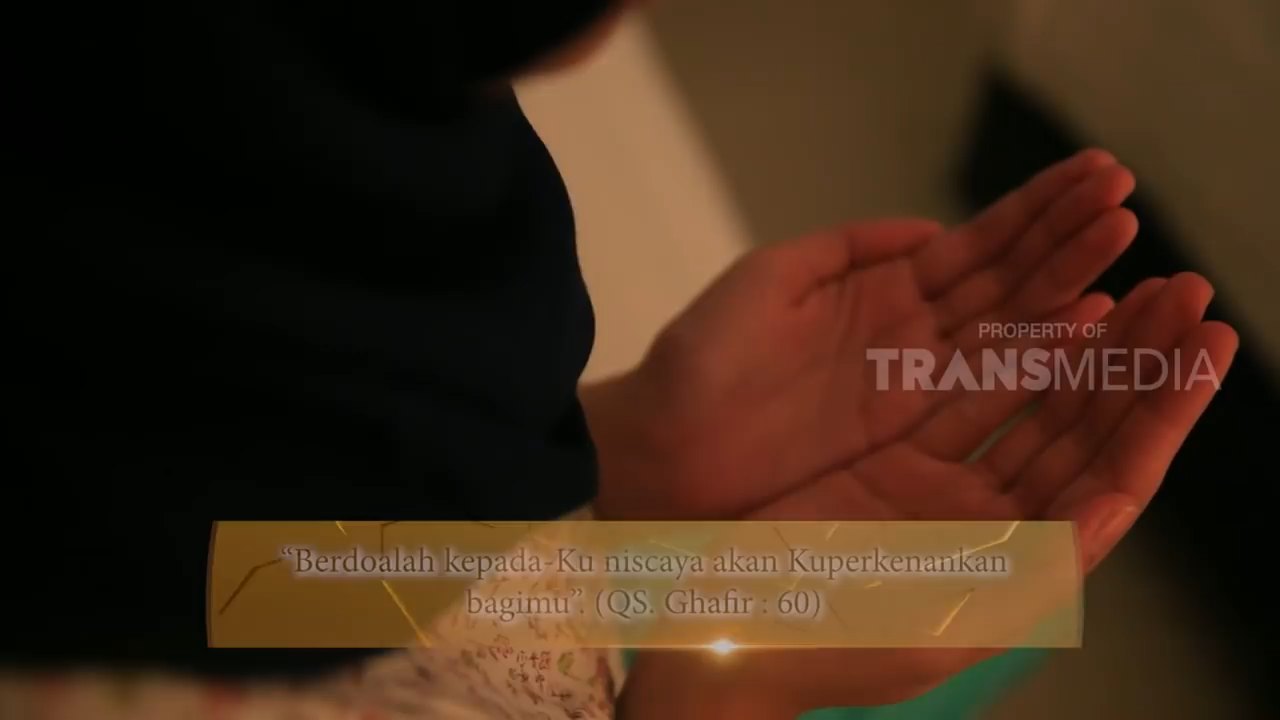 PROPERTY OF
TRANSMEDIA
“Berdoalah kepada-Ku niscaya akan Kuperkenankan
bagimu”. (QS. Ghafir : 60)